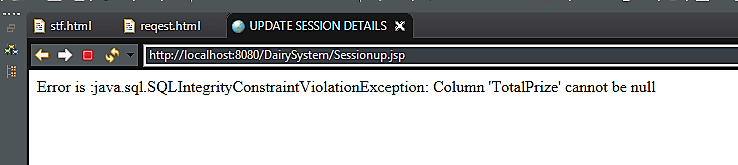 stf.html
reqest.html
UPDATE SESSION DETAILS
http://localhost:8080/DairySystem/Sessionup.jsp
Error is :java.sql.SQLIntegrityConstraintViolationException: Column 'TotalPrize' cannot be null